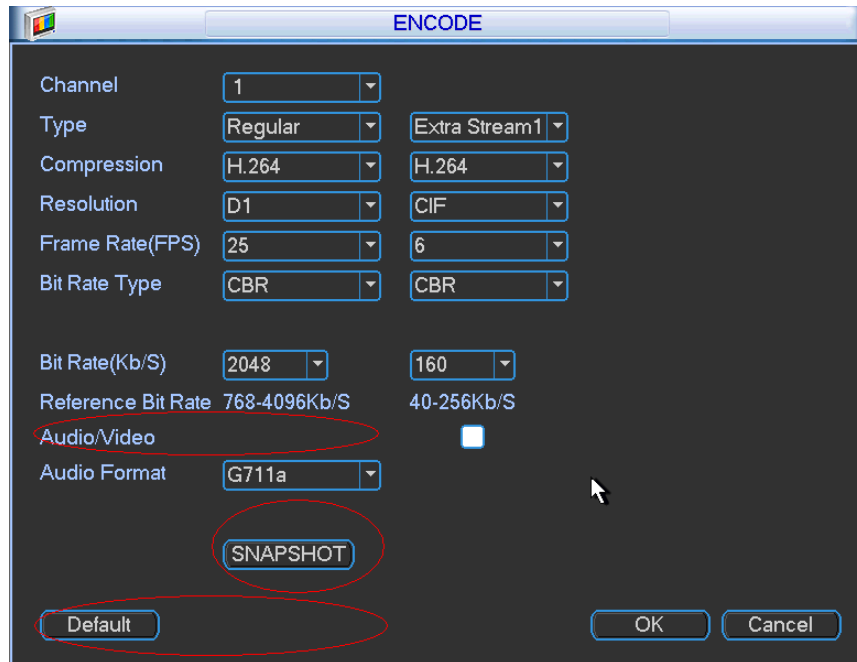 ENCODE
Channel 1
Type Regular Extra Stream1
Compression H.264 H.264
Resolution D1 CIF
Frame Rate(FPS) 25 6
Bit Rate Type CBR CBR
Bit Rate(Kb/S) 2048 160
Reference Bit Rate 768-4096Kb/S 40-256Kb/S
Audio/Video
Audio Format G711a
SNAPSHOT
Default OK Cancel